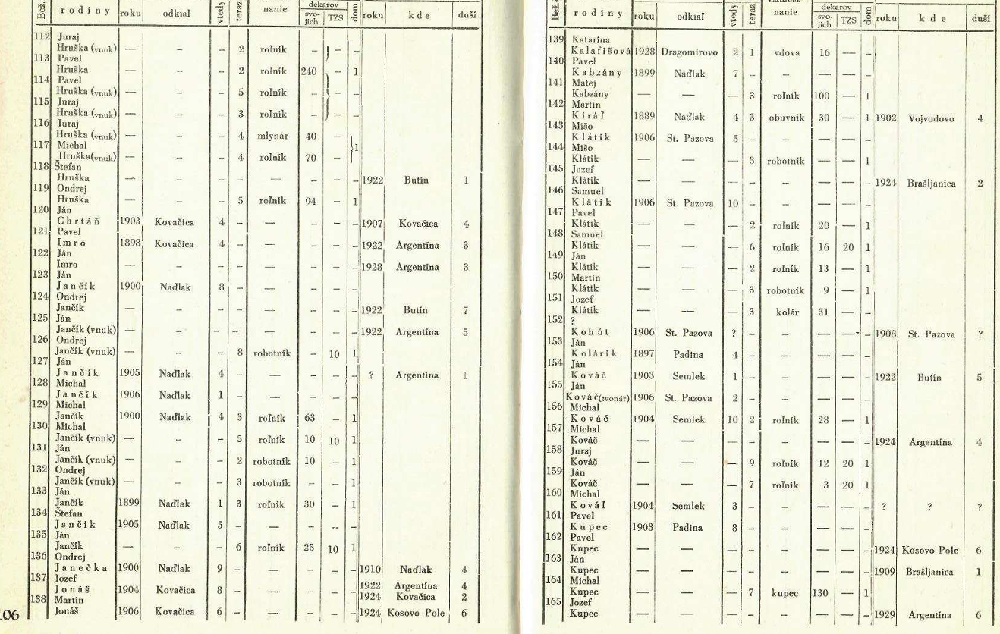 Bež. rodiny roku odkiaľ vtedy teraz nanie dekarov svojich TZS dom roku kde duší
112 Juraj
Hruška (vnuk) — – – 2 roľník – – –
113 Pavel
Hruška — – – 2 roľník 240 – 1
114 Pavel
Hruška (vnuk) — – – 5 roľník – – –
115 Juraj
Hruška (vnuk) — – – 3 roľník – – –
116 Juraj
Hruška (vnuk) — – – 4 mlynár 40 –
117 Michal 1
Hruška (vnuk) — – – 4 roľník 70 –
118 Štefan
Hruška — – – – — — – – 1922 Butín 1
119 Ondrej
Hruška — – – 5 roľník 94 – 1
120 Ján
Chrtáň 1903 Kovačica 4 – – — – – 1907 Kovačica 4
121 Pavel
Imro 1898 Kovačica 4 – — — – – 1922 Argentína 3
122 Ján
Imro — – – – — — – – 1928 Argentína 3
123 Ján
Jančík 1900 Naďlak 8 – — — – –
124 Ondrej
Jančík — – – – — — – – 1922 Butín 7
125 Ján
Jančík (vnuk) — – – – — — – – 1922 Argentína 5
126 Ondrej
Jančík (vnuk) — – – 8 robotník – 10 1
127 Ján
Jančík 1905 Naďlak 4 – — — – – ? Argentína 1
128 Michal
Jančík 1906 Naďlak 1 – — — – –
129 Michal
Jančík 1900 Naďlak 4 3 roľník 63 – 1
130 Michal
Jančík (vnuk) — – – 5 roľník 10 10 1
131 Ján
Jančík (vnuk) — – – 2 robotník 10 – 1
132 Ondrej
Jančík (vnuk) — – – 3 robotník – – 1
133 Ján
Jančík 1899 Naďlak 1 3 roľník 30 – 1
134 Štefan
Jančík 1905 Naďlak 5 – — — – –
135 Ján
Jančík — – – 6 roľník 25 10 1
136 Ondrej
Janečka 1900 Naďlak 9 – — — – – 1910 Naďlak 4
137 Jozef 1922 Argentína 4
Jonáš 1904 Kovačica 8 – — — – – 1924 Kovačica 2
138 Martin
Jonáš 1906 Kovačica 6 – — — – – 1924 Kosovo Pole 6
06
Bež. rodiny roku odkiaľ vtedy teraz nanie dekarov svojich TZS dom roku kde duší
139 Katarína
Kalafišová 1928 Dragomirovo 2 1 vdova 16 — –
140 Pavel
Kabzány 1899 Naďlak 7 – – — — –
141 Matej
Kabzány — — — 3 roľník 100 — 1
142 Martin
Kiráľ 1889 Naďlak 4 3 obuvník 30 — 1 1902 Vojvodovo 4
143 Mišo
Klátik 1906 St. Pazova 5 – – — — –
144 Mišo
Klátik — — – 3 robotník — — 1
145 Jozef
Klátik — — – – – — — – 1924 Brašljanica 2
146 Samuel
Klátik 1906 St. Pazova 10 – – — — –
147 Pavel
Klátik — — – 2 roľník 20 — 1
148 Samuel
Klátik — — – 6 roľník 16 20 1
149 Ján
Klátik — — – 2 roľník 13 — 1
150 Martin
Klátik — — – 3 robotník 9 — 1
151 Jozef
Klátik — — – 3 kolár 31 — –
152 ?
Kohút 1906 St. Pazova ? – – — — – 1908 St. Pazova ?
153 Ján
Kolárik 1897 Padina 4 – – — — –
154 Ján
Kováč 1903 Semlek 1 – – — — – 1922 Butín 5
155 Ján
Kováč (zvonár) 1906 St. Pazova 2 – – — — –
156 Michal
Kováč 1904 Semlek 10 2 roľník 28 — 1
157 Michal
Kováč — — — – – — — – 1924 Argentína 4
158 Juraj
Kováč — — – 9 roľník 12 20 1
159 Ján
Kováč — — – 7 roľník 3 20 1
160 Michal
Kováľ 1904 Semlek 3 – – — — – ? ? ?
161 Pavel
Kupec 1903 Padina 8 – – — — –
162 Pavel
Kupec — — – – – — — – 1924 Kosovo Pole 6
163 Ján
Kupec — — – – – — — – 1909 Brašljanica 1
164 Michal
Kupec — — – 7 kupec 130 — 1
165 Jozef
Kupec — — – – – — — – 1929 Argentína 6